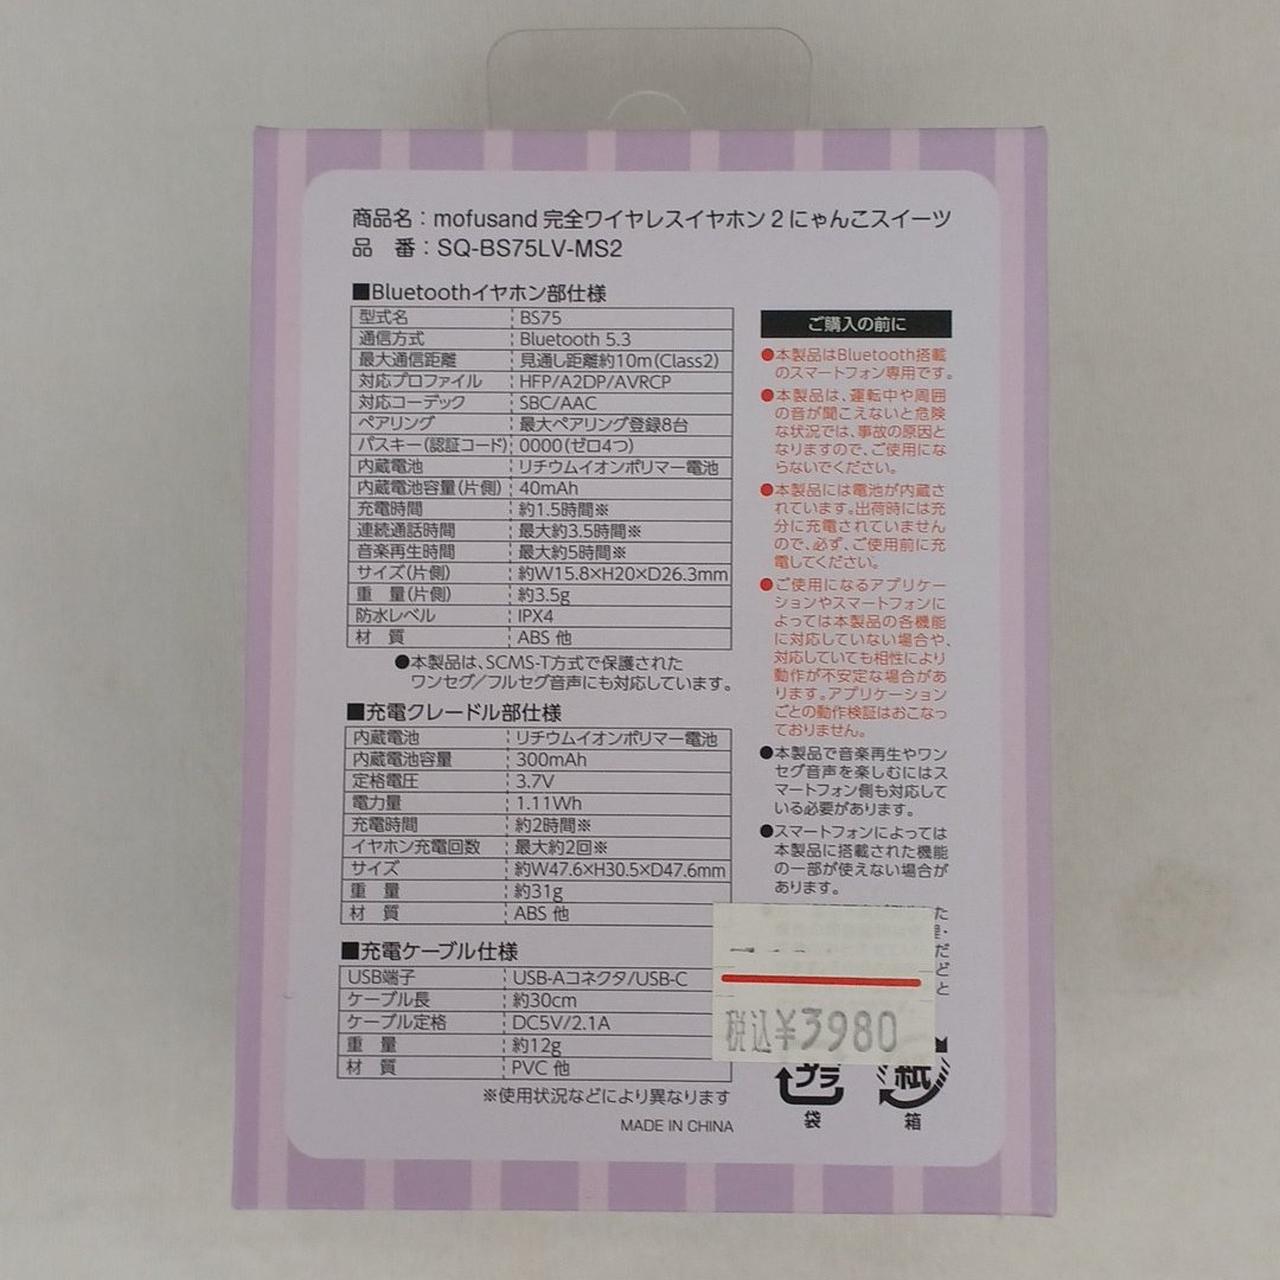 商品名：mofusand 完全ワイヤレスイヤホン2 にゃんこスイーツ
品　番：SQ-BS75LV-MS2
■Bluetoothイヤホン部仕様
型式名 BS75
通信方式 Bluetooth 5.3
最大通信距離 見通し距離約10m(Class2)
対応プロファイル HFP/A2DP/AVRCP
対応コーデック SBC/AAC
ペアリング 最大ペアリング登録8台
パスキー(認証コード) 0000(ゼロ4つ)
内蔵電池 リチウムイオンポリマー電池
内蔵電池容量(片側) 40mAh
充電時間 約1.5時間※
連続通話時間 最大約3.5時間※
音楽再生時間 最大約5時間※
サイズ(片側) 約W15.8×H20×D26.3mm
重　量(片側) 約3.5g
防水レベル IPX4
材　質 ABS 他
●本製品は、SCMS-T方式で保護された
ワンセグ/フルセグ音声にも対応しています。
■充電クレードル部仕様
内蔵電池 リチウムイオンポリマー電池
内蔵電池容量 300mAh
定格電圧 3.7V
電力量 1.11Wh
充電時間 約2時間※
イヤホン充電回数 最大約2回※
サイズ 約W47.6×H30.5×D47.6mm
重　量 約31g
材　質 ABS 他
■充電ケーブル仕様
USB端子 USB-Aコネクタ/USB-C
ケーブル長 約30cm
ケーブル定格 DC5V/2.1A
重　量 約12g
材　質 PVC 他
※使用状況などにより異なります
MADE IN CHINA
ご購入の前に
●本製品はBluetooth搭載
のスマートフォン専用です。
●本製品は、運転中や周囲
の音が聞こえないと危険
な状況では、事故の原因と
なりますので、ご使用にな
らないでください。
●本製品には電池が内蔵さ
れています。出荷時には充
分に充電されていません
ので、必ず、ご使用前に充
電してください。
●ご使用になるアプリケー
ションやスマートフォンに
よっては本製品の各機能
に対応していない場合や、
対応していても相性により
動作が不安定な場合があ
ります。アプリケーション
ごとの動作検証はおこなっ
ておりません。
●本製品で音楽再生やワン
セグ音声を楽しむにはス
マートフォン側も対応して
いる必要があります。
●スマートフォンによっては
本製品に搭載された機能
の一部が使えない場合が
あります。
た
だ
ど
と
税込¥3980
プラ
袋
紙
箱